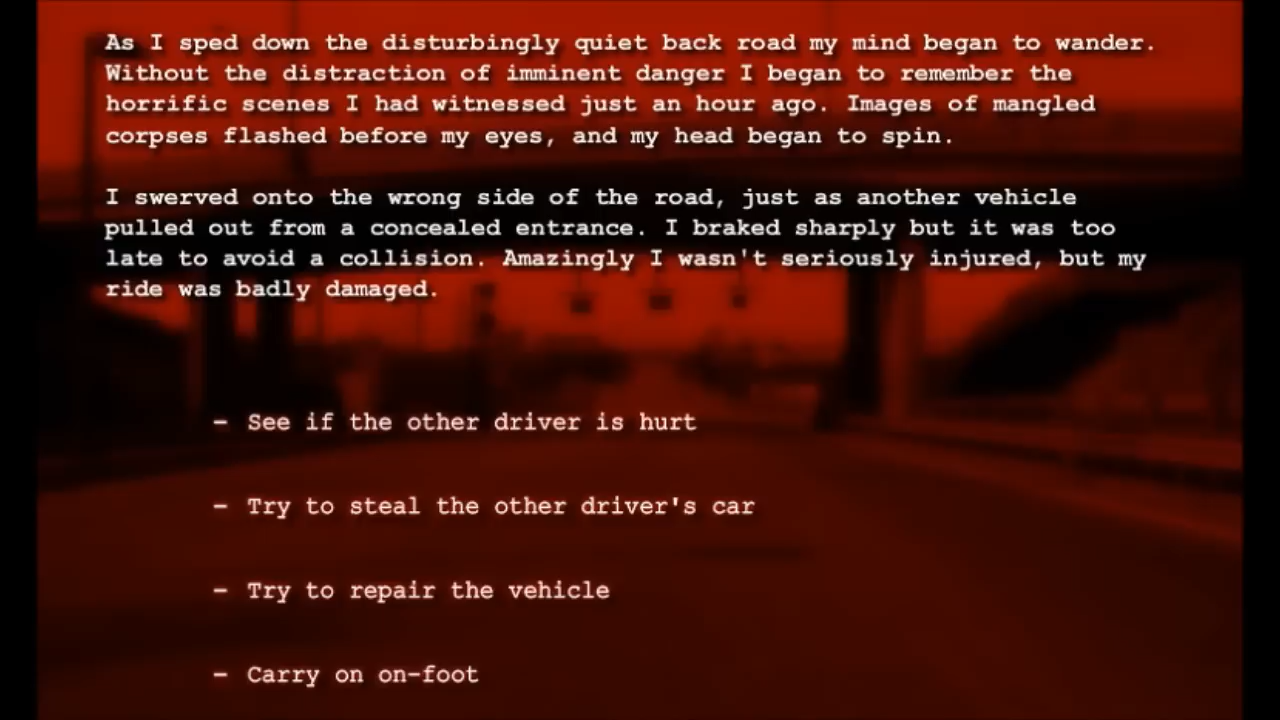 As I sped down the disturbingly quiet back road my mind began to wander.
Without the distraction of imminent danger I began to remember the
horrific scenes I had witnessed just an hour ago. Images of mangled
corpses flashed before my eyes, and my head began to spin.
I swerved onto the wrong side of the road, just as another vehicle
pulled out from a concealed entrance. I braked sharply but it was too
late to avoid a collision. Amazingly I wasn't seriously injured, but my
ride was badly damaged.
- See if the other driver is hurt
- Try to steal the other driver's car
- Try to repair the vehicle
- Carry on on-foot